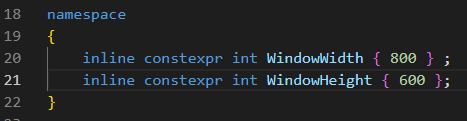 18 namespace
19 {
20 inline constexpr int WindowWidth { 800 } ;
21 inline constexpr int WindowHeight { 600 };
22 }